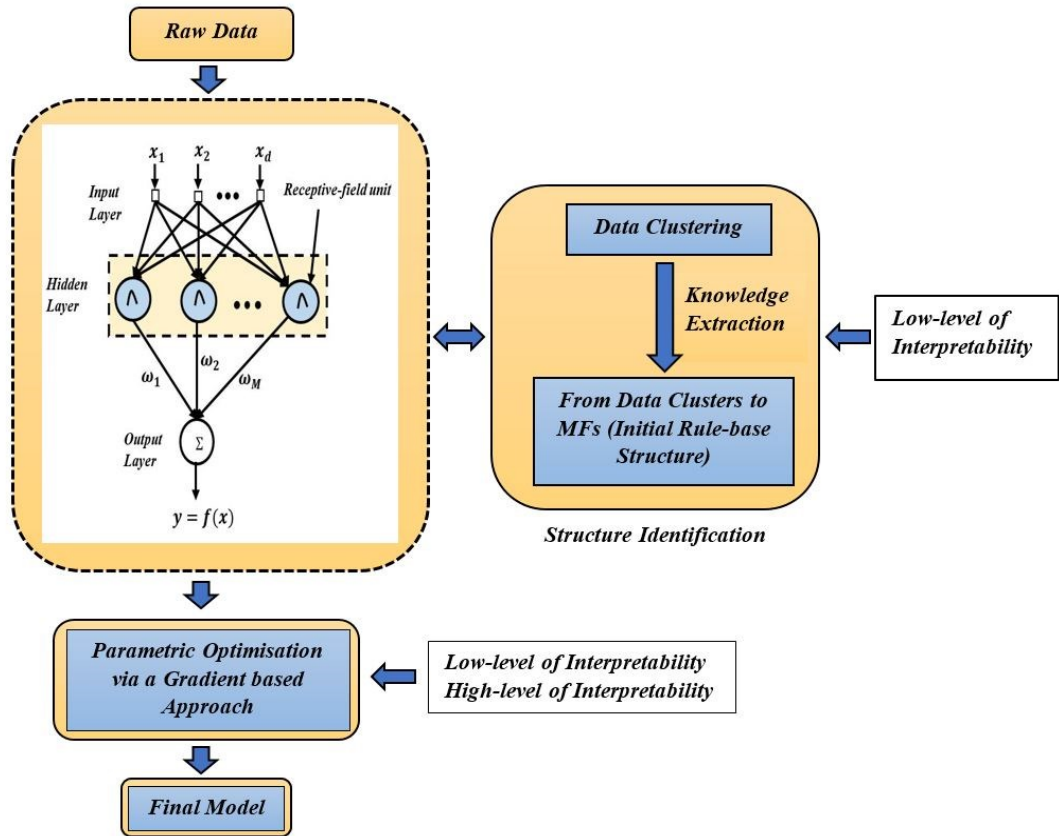 Raw Data
x₁ x₂ x_d
Input
Layer
Receptive-field unit
Hidden
Layer
ω₁
ω₂
ω_M
Output
Layer
Σ
y = f(x)
Data Clustering
Knowledge
Extraction
From Data Clusters to
MFs (Initial Rule-base
Structure)
Structure Identification
Low-level of
Interpretability
Parametric Optimisation
via a Gradient based
Approach
Low-level of Interpretability
High-level of Interpretability
Final Model